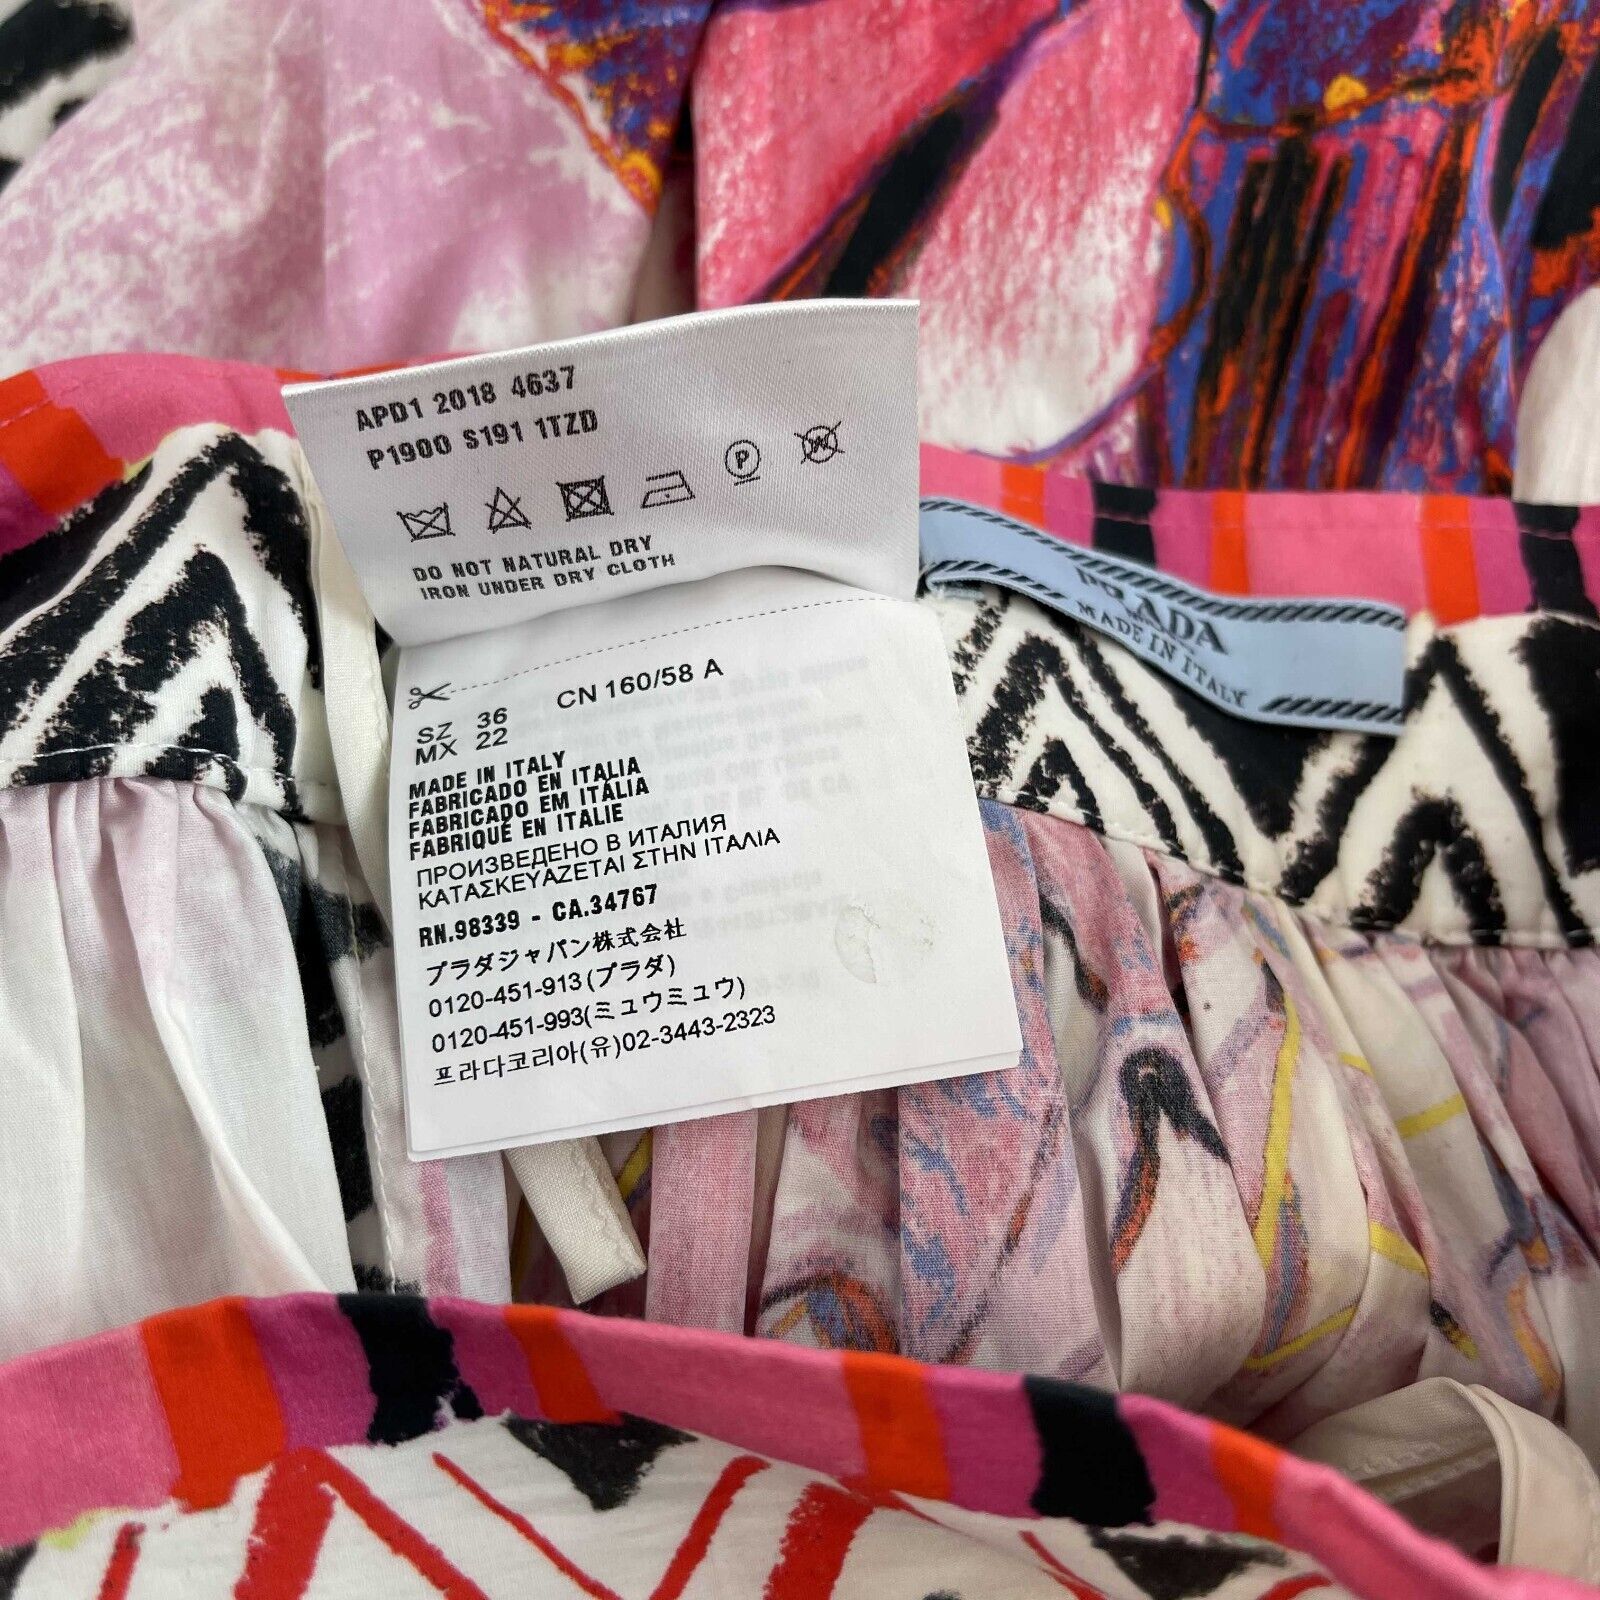 APD1 2018 4637
P1900 S191 1TZD
P
W
DO NOT NATURAL DRY
IRON UNDER DRY CLOTH
CN 160/58 A
SZ 36
MX 22
MADE IN ITALY
FABRICADO EN ITALIA
FABRICADO EM ITÁLIA
FABRIQUÉ EN ITALIE
ПРОИЗВЕДЕНО В ИТАЛИЯ
ΚΑΤΑΣΚΕΥΑΖΕΤΑΙ ΣΤΗΝ ΙΤΑΛΙΑ
RN.98339 - CA.34767
プラダジャパン株式会社
0120-451-913(プラダ)
0120-451-993(ミュウミュウ)
프라다코리아(유)02-3443-2323
PRADA
MADE IN ITALY